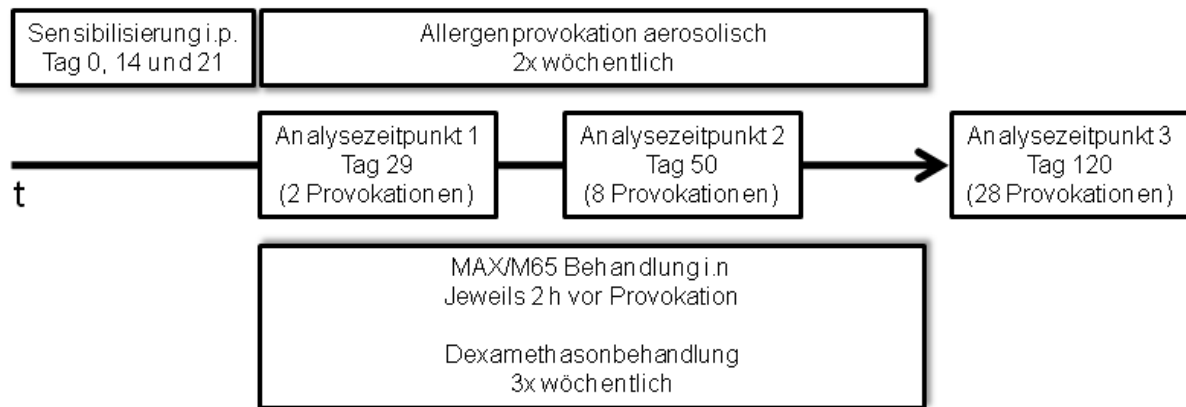 Sensibilisierung i.p.
Tag 0, 14 und 21
Allergenprovokation aerosolisch
2x wöchentlich
Analysezeitpunkt 1
Tag 29
(2 Provokationen)
Analysezeitpunkt 2
Tag 50
(8 Provokationen)
Analysezeitpunkt 3
Tag 120
(28 Provokationen)
t
MAX/M65 Behandlung i.n
Jeweils 2 h vor Provokation
Dexamethasonbehandlung
3x wöchentlich